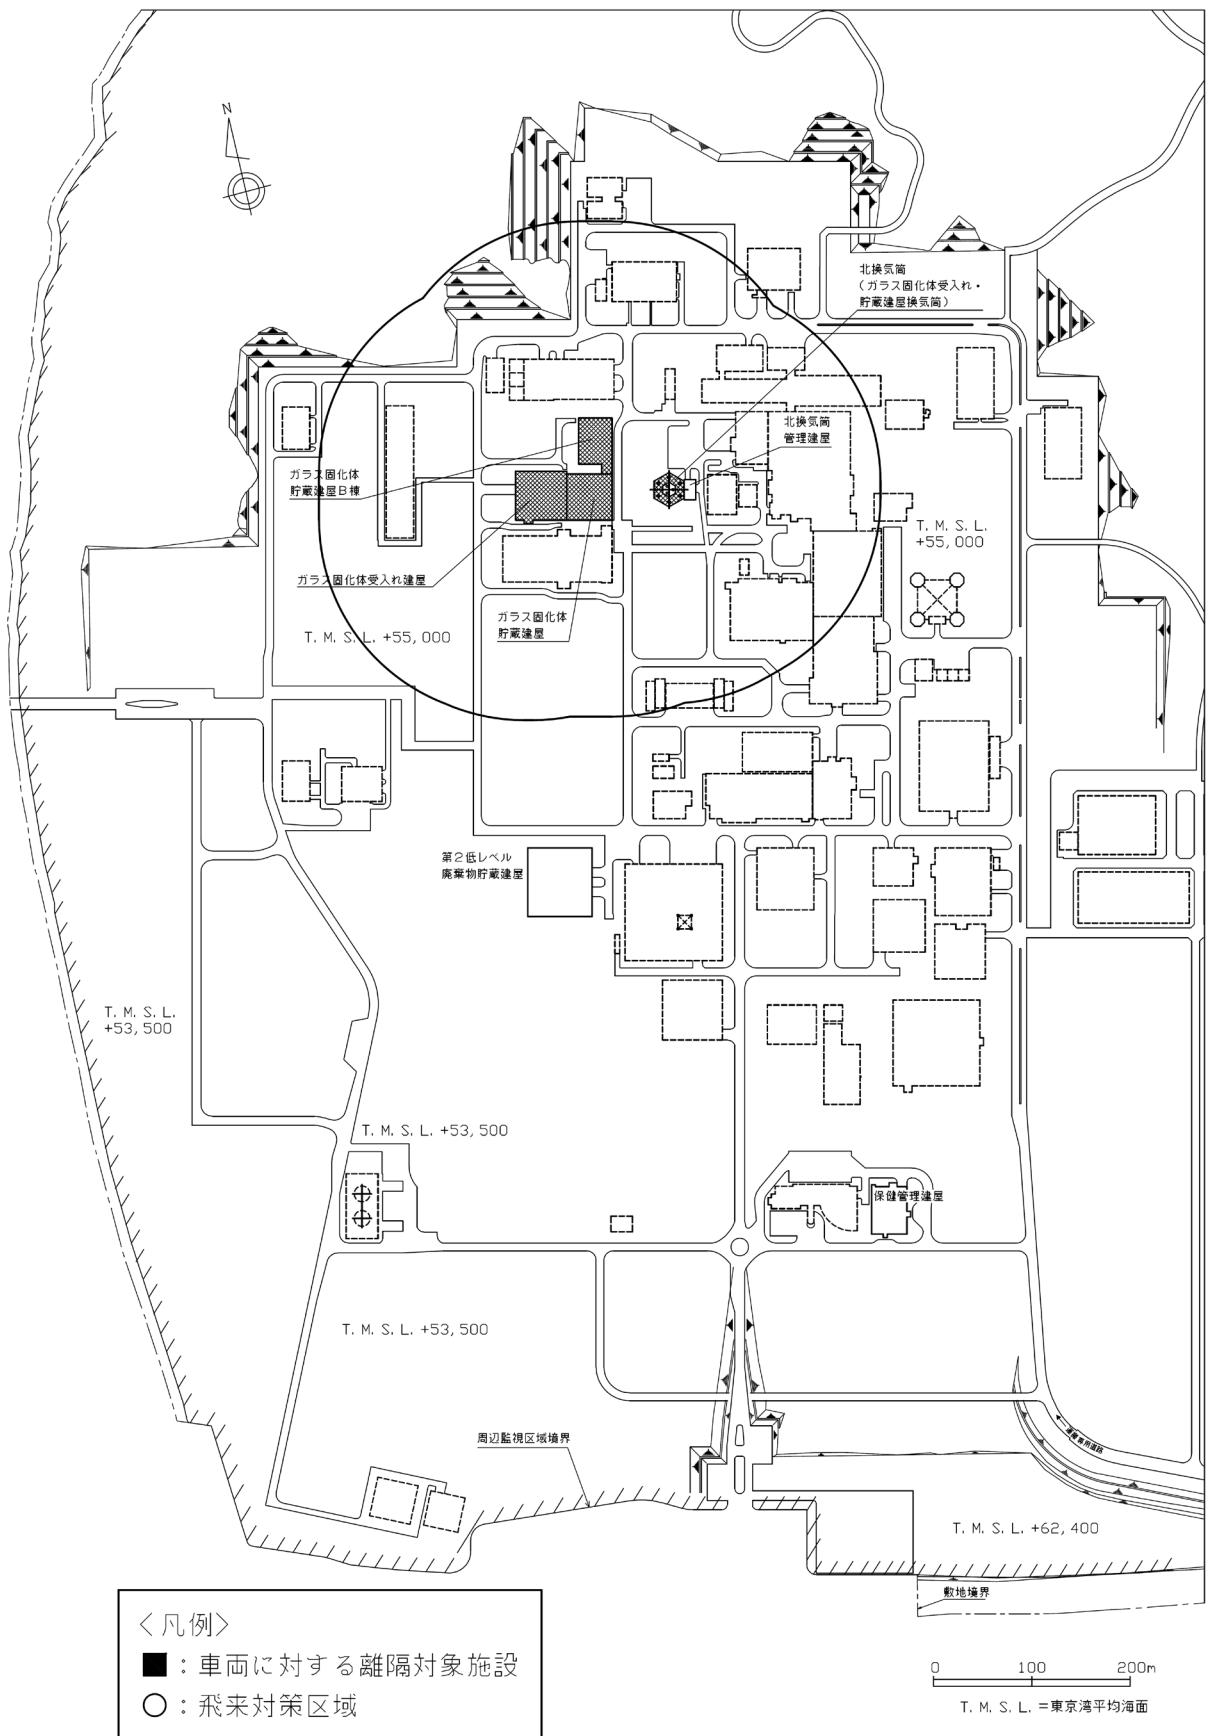 N
北換気筒
(ガラス固化体受入れ・
貯蔵建屋換気筒)
北換気筒
管理建屋
ガラス固化体
貯蔵建屋B棟
T. M. S. L.
+55,000
ガラス固化体受入れ建屋
ガラス固化体
貯蔵建屋
T. M. S. L. +55,000
第2低レベル
廃棄物貯蔵建屋
T. M. S. L.
+53,500
T. M. S. L. +53,500
保健管理建屋
T. M. S. L. +53,500
周辺監視区域境界
運搬専用道路
T. M. S. L. +62,400
敷地境界
<凡例>
■:車両に対する離隔対象施設
○:飛来対策区域
0 100 200m
T. M. S. L. =東京湾平均海面